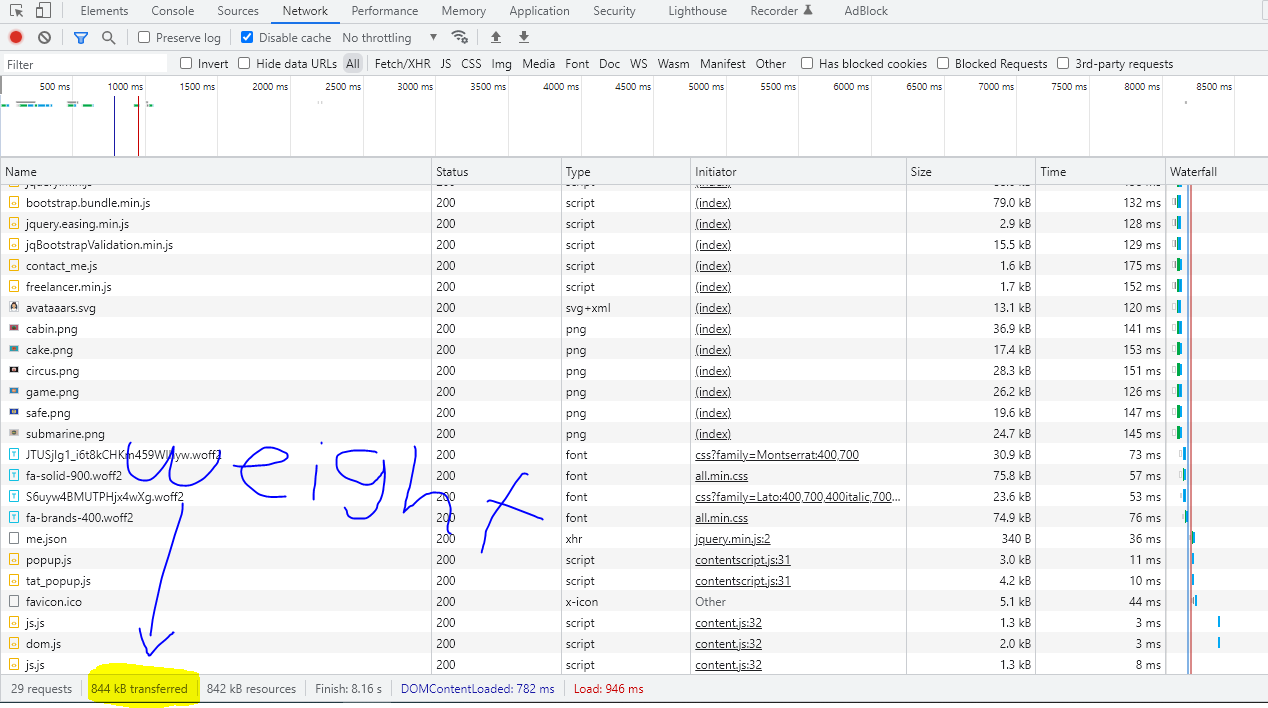 Elements Console Sources Network Performance Memory Application Security Lighthouse Recorder AdBlock
Preserve log Disable cache No throttling
Filter Invert Hide data URLs All Fetch/XHR JS CSS Img Media Font Doc WS Wasm Manifest Other Has blocked cookies Blocked Requests 3rd-party requests
500 ms 1000 ms 1500 ms 2000 ms 2500 ms 3000 ms 3500 ms 4000 ms 4500 ms 5000 ms 5500 ms 6000 ms 6500 ms 7000 ms 7500 ms 8000 ms 8500 ms
Name Status Type Initiator Size Time Waterfall
bootstrap.bundle.min.js 200 script (index) 79.0 kB 132 ms
jquery.easing.min.js 200 script (index) 2.9 kB 128 ms
jqBootstrapValidation.min.js 200 script (index) 15.5 kB 129 ms
contact_me.js 200 script (index) 1.6 kB 175 ms
freelancer.min.js 200 script (index) 1.7 kB 152 ms
avataaars.svg 200 svg+xml (index) 13.1 kB 120 ms
cabin.png 200 png (index) 36.9 kB 141 ms
cake.png 200 png (index) 17.4 kB 153 ms
circus.png 200 png (index) 28.3 kB 151 ms
game.png 200 png (index) 26.2 kB 126 ms
safe.png 200 png (index) 19.6 kB 147 ms
submarine.png 200 png (index) 24.7 kB 145 ms
200 font css?family=Montserrat:400,700 30.9 kB 73 ms
weight
fa-solid-900.woff2 200 font all.min.css 75.8 kB 57 ms
S6uyw4BMUTPHjx4wXg.woff2 200 font css?family=Lato:400,700,400italic,700... 23.6 kB 53 ms
fa-brands-400.woff2 200 font all.min.css 74.9 kB 76 ms
me.json 200 xhr jquery.min.js:2 340 B 36 ms
popup.js 200 script contentscript.js:31 3.0 kB 11 ms
tat_popup.js 200 script contentscript.js:31 4.2 kB 10 ms
favicon.ico 200 x-icon Other 5.1 kB 44 ms
js.js 200 script content.js:32 1.3 kB 3 ms
dom.js 200 script content.js:32 2.0 kB 3 ms
js.js 200 script content.js:32 1.3 kB 8 ms
29 requests 844 kB transferred 842 kB resources Finish: 8.16 s DOMContentLoaded: 782 ms Load: 946 ms